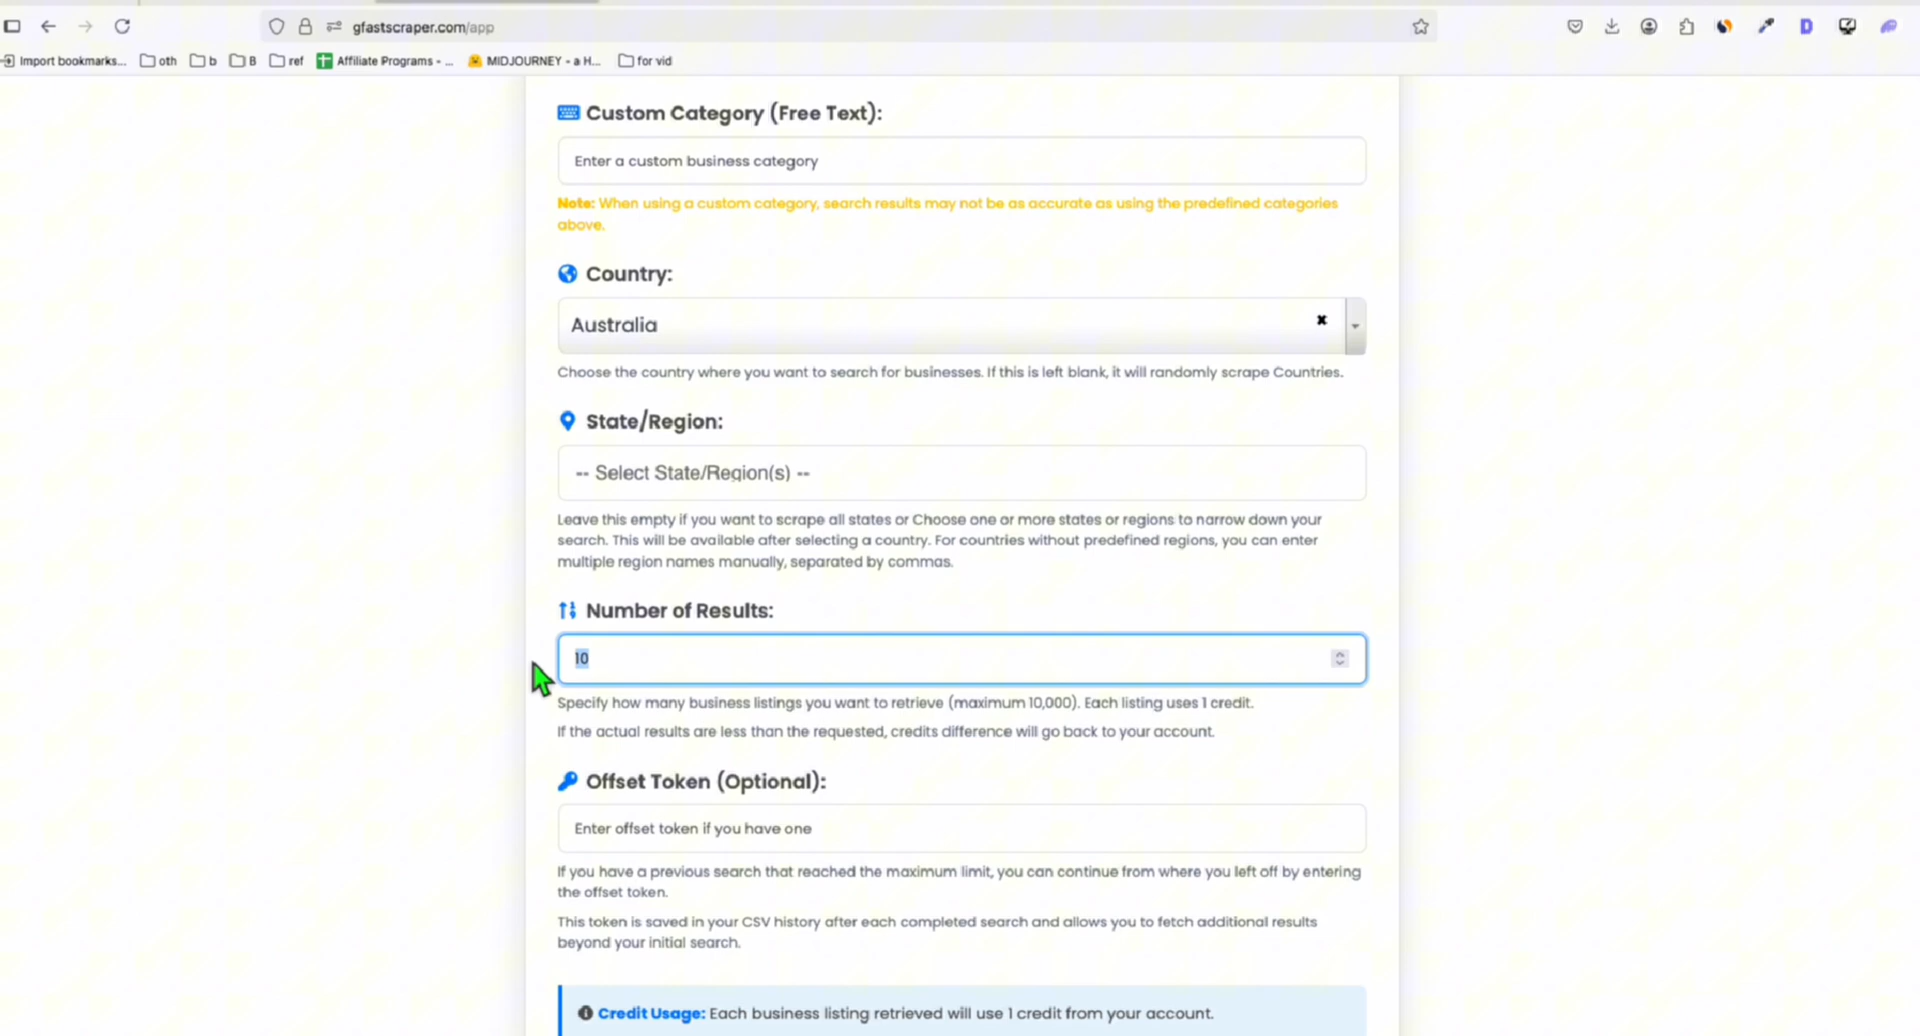 gfastscraper.com/app
Import bookmarks...
oth
b
B
ref
Affiliate Programs - ...
MIDJOURNEY - a H...
for vid
Custom Category (Free Text):
Enter a custom business category
Note: When using a custom category, search results may not be as accurate as using the predefined categories
above.
Country:
Australia
Choose the country where you want to search for businesses. If this is left blank, it will randomly scrape Countries.
State/Region:
-- Select State/Region(s) --
Leave this empty if you want to scrape all states or Choose one or more states or regions to narrow down your
search. This will be available after selecting a country. For countries without predefined regions, you can enter
multiple region names manually, separated by commas.
Number of Results:
10
Specify how many business listings you want to retrieve (maximum 10,000). Each listing uses 1 credit.
If the actual results are less than the requested, credits difference will go back to your account.
Offset Token (Optional):
Enter offset token if you have one
If you have a previous search that reached the maximum limit, you can continue from where you left off by entering
the offset token.
This token is saved in your CSV history after each completed search and allows you to fetch additional results
beyond your initial search.
Credit Usage: Each business listing retrieved will use 1 credit from your account.